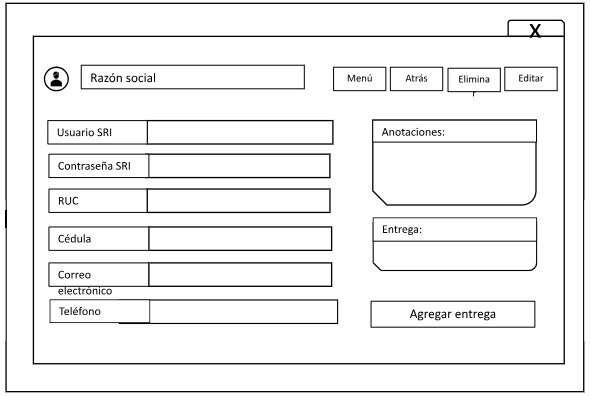 X
Razón social
Menú
Atrás
Elimina
r
Editar
Usuario SRI
Anotaciones:
Contraseña SRI
RUC
Cédula
Entrega:
Correo
electrónico
Teléfono
Agregar entrega